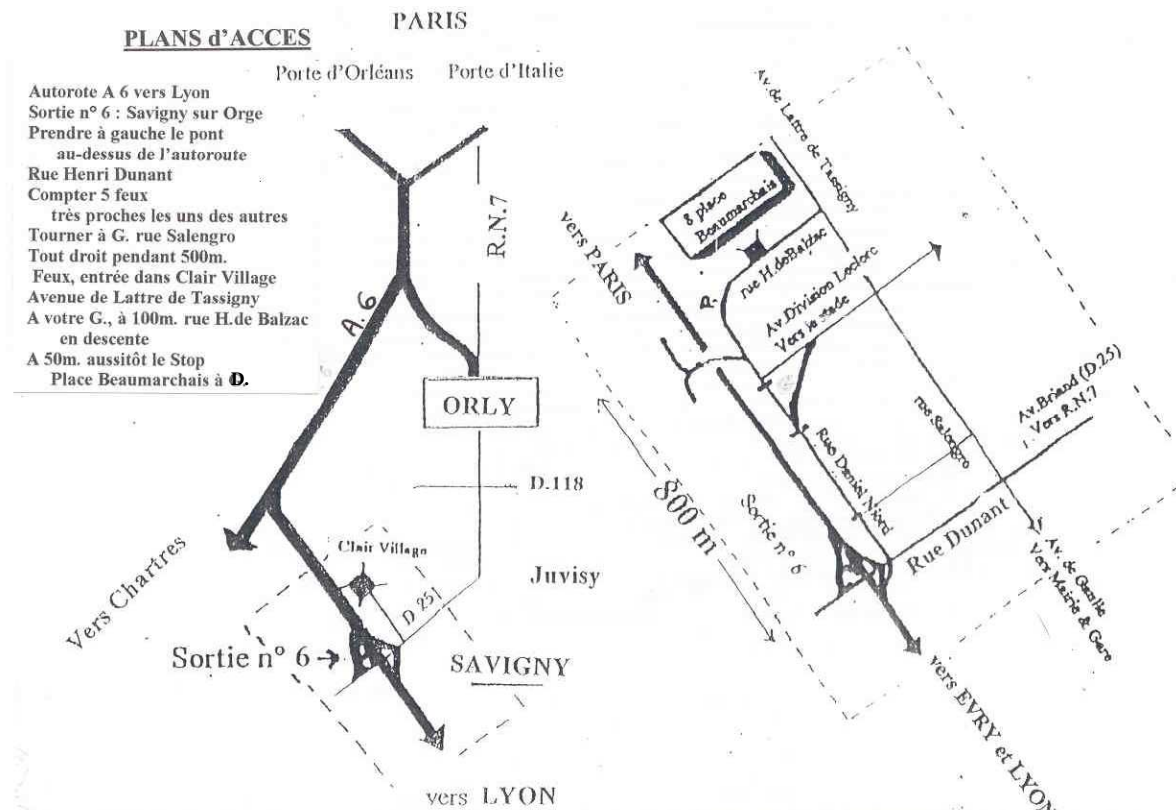 PLANS d'ACCES
Autorote A 6 vers Lyon
Sortie n° 6 : Savigny sur Orge
Prendre à gauche le pont
au-dessus de l'autoroute
Rue Henri Dunant
Compter 5 feux
très proches les uns des autres
Tourner à G. rue Salengro
Tout droit pendant 500m.
Feux, entrée dans Clair Village
Avenue de Lattre de Tassigny
A votre G., à 100m. rue H.de Balzac
en descente
A 50m. aussitôt le Stop
Place Beaumarchais à D.
PARIS
Porte d'Orléans
Porte d'Italie
R.N.7
A.6
ORLY
D.118
Vers Chartres
Clair Village
Juvisy
D 25
Sortie n° 6
SAVIGNY
vers LYON
Av.de Lattre de Tassigny
8 place
Beaumarchais
vers PARIS
rue H.deBalzac
P.
Av.Division Leclerc
Vers le stade
Av.Briand (D.25)
Vers R.N.7
rue Salengro
Rue Daniel Niord
800 m
Sortie n° 6
Rue Dunant
Av. de Gaulle
Vers Mairie & Gare
vers EVRY et LYON